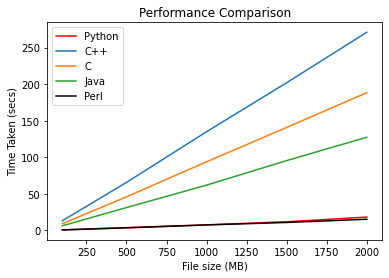 Performance Comparison
Python
C++
C
Java
Perl
Time Taken (secs)
250
200
150
100
50
0
250
500
750
1000
1250
1500
1750
2000
File size (MB)